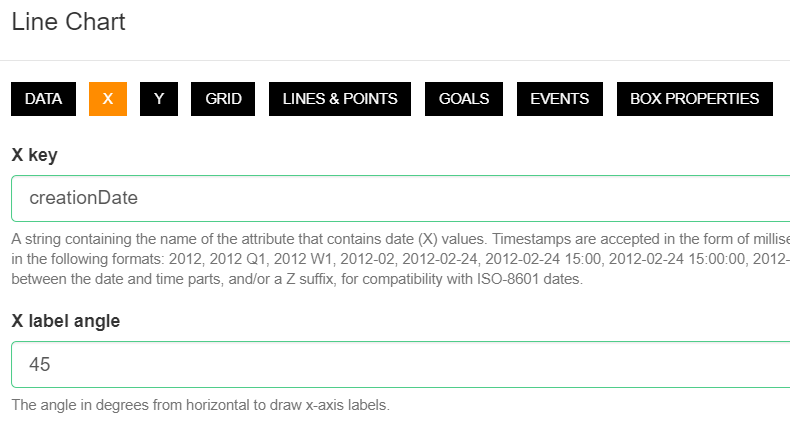 Line Chart
DATA X Y GRID LINES & POINTS GOALS EVENTS BOX PROPERTIES
X key
creationDate
A string containing the name of the attribute that contains date (X) values. Timestamps are accepted in the form of millise
in the following formats: 2012, 2012 Q1, 2012 W1, 2012-02, 2012-02-24, 2012-02-24 15:00, 2012-02-24 15:00:00, 2012-
between the date and time parts, and/or a Z suffix, for compatibility with ISO-8601 dates.
X label angle
45
The angle in degrees from horizontal to draw x-axis labels.